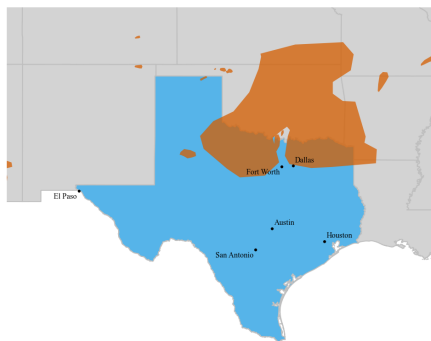 Dallas
Fort Worth
El Paso
Austin
Houston
San Antonio